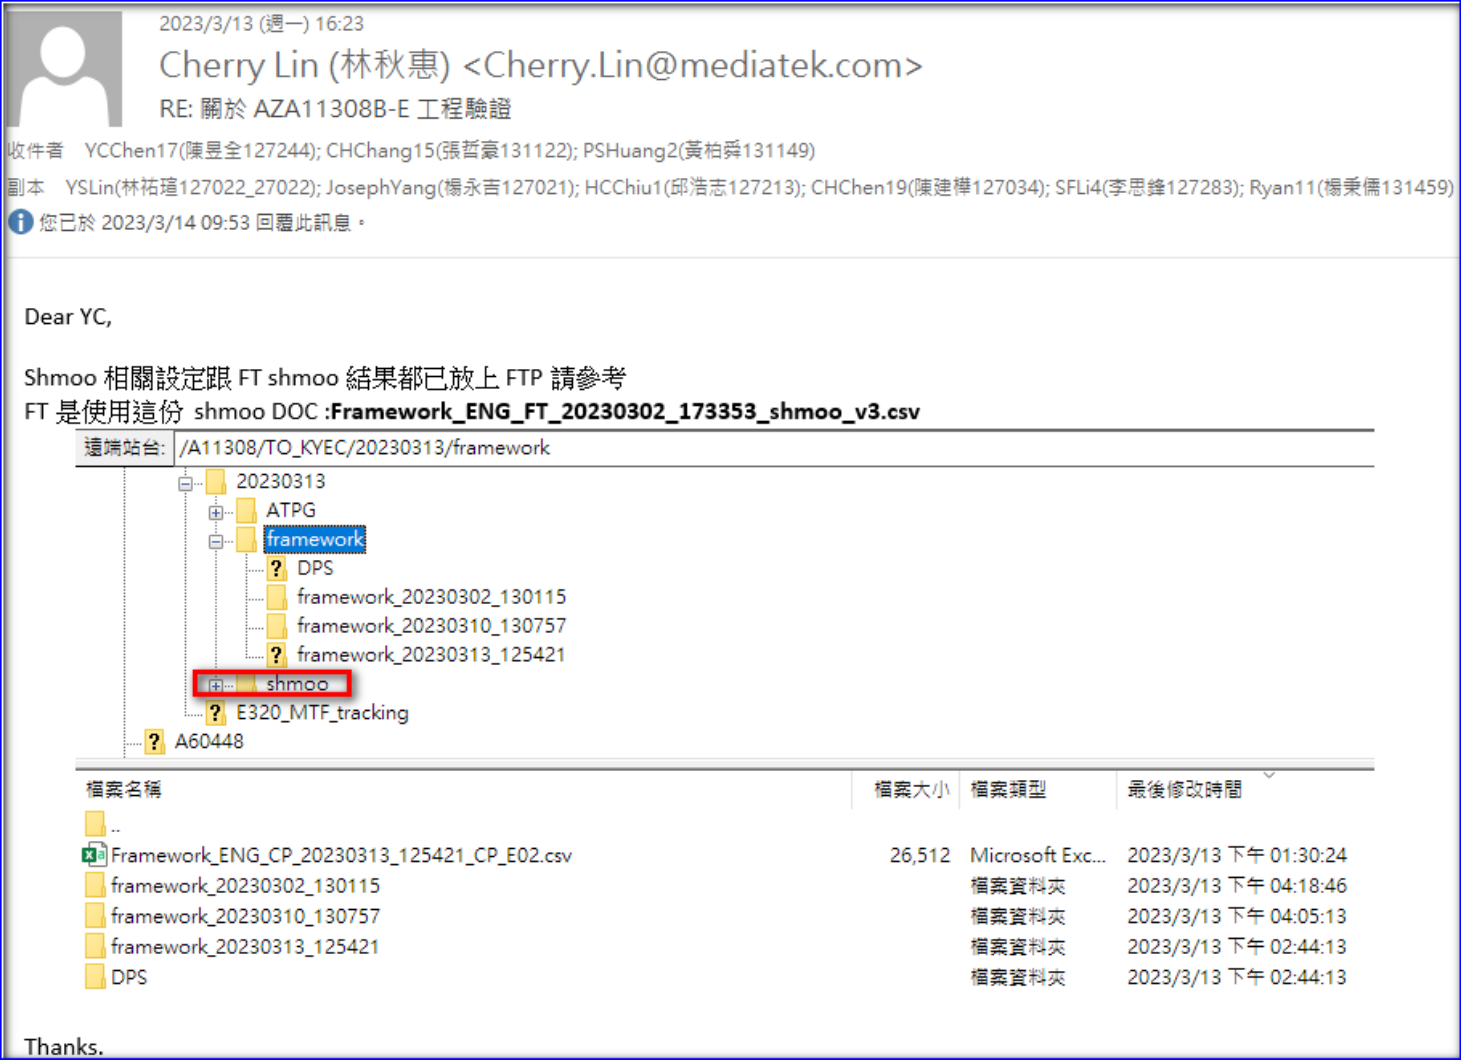 2023/3/13 (週一) 16:23
Cherry Lin (林秋惠) <Cherry.Lin@mediatek.com>
RE: 關於 AZA11308B-E 工程驗證
收件者 YCChen17(陳昱全127244); CHChang15(張哲豪131122); PSHuang2(黃柏舜131149)
副本 YSLin(林祐瑄127022_27022); JosephYang(楊永吉127021); HCChiu1(邱浩志127213); CHChen19(陳建樺127034); SFLi4(李思鋒127283); Ryan11(楊秉儒131459)
您已於 2023/3/14 09:53 回覆此訊息。
Dear YC,
Shmoo 相關設定跟 FT shmoo 結果都已放上 FTP 請參考
FT 是使用這份 shmoo DOC :Framework_ENG_FT_20230302_173353_shmoo_v3.csv
遠端站台: /A11308/TO_KYEC/20230313/framework
20230313
ATPG
framework
? DPS
framework_20230302_130115
framework_20230310_130757
? framework_20230313_125421
shmoo
? E320_MTF_tracking
? A60448
檔案名稱 檔案大小 檔案類型 最後修改時間
..
Framework_ENG_CP_20230313_125421_CP_E02.csv 26,512 Microsoft Exc... 2023/3/13 下午 01:30:24
framework_20230302_130115 檔案資料夾 2023/3/13 下午 04:18:46
framework_20230310_130757 檔案資料夾 2023/3/13 下午 04:05:13
framework_20230313_125421 檔案資料夾 2023/3/13 下午 02:44:13
DPS 檔案資料夾 2023/3/13 下午 02:44:13
Thanks.